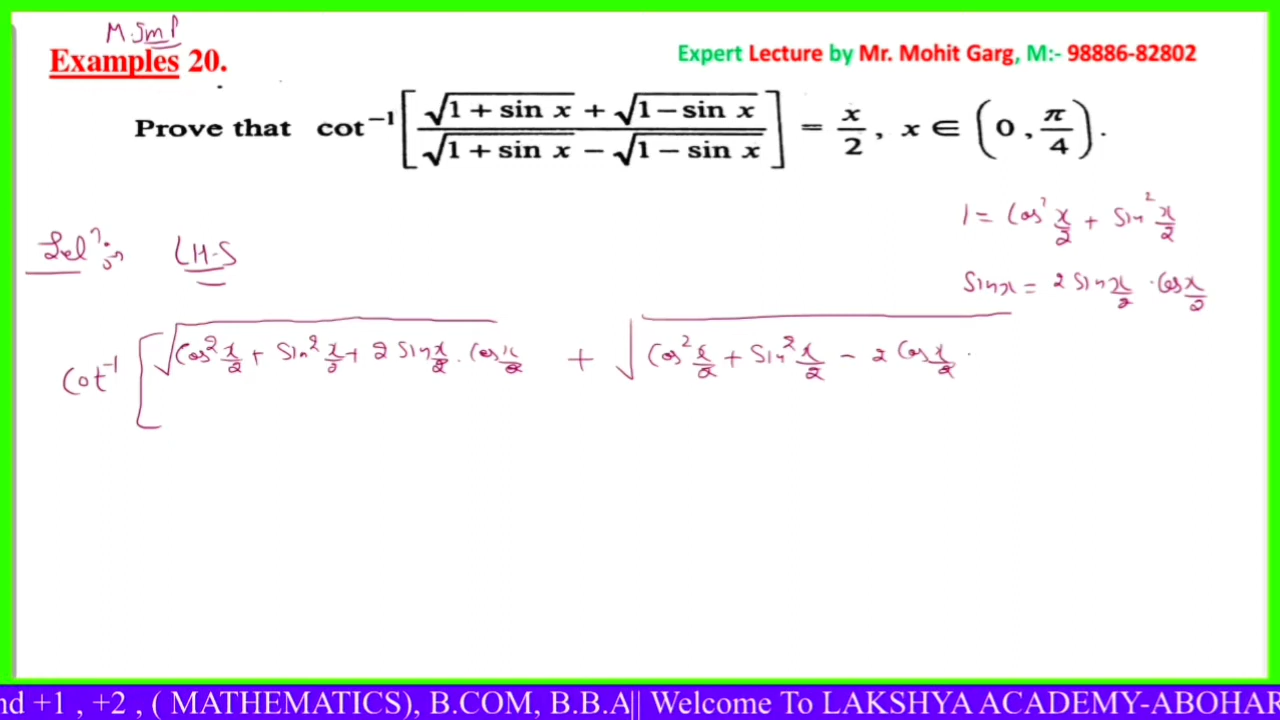 M.Imp
Examples 20.
Expert Lecture by Mr. Mohit Garg, M:- 98886-82802
Prove that cot⁻¹ [ (√(1 + sin x) + √(1 − sin x)) / (√(1 + sin x) − √(1 − sin x)) ] = x/2 , x ∈ (0 , π/4) .
1 = Cos² x/2 + Sin² x/2
Sol?:
LH.S
Sin x = 2 Sin x/2 . Cos x/2
Cot⁻¹ [ √(Cos² x/2 + Sin² x/2 + 2 Sin x/2 . Cos x/2) + √(Cos² x/2 + Sin² x/2 − 2 Cos x/2 .
nd +1 , +2 , ( MATHEMATICS), B.COM, B.B.A|| Welcome To LAKSHYA ACADEMY-ABOHAR